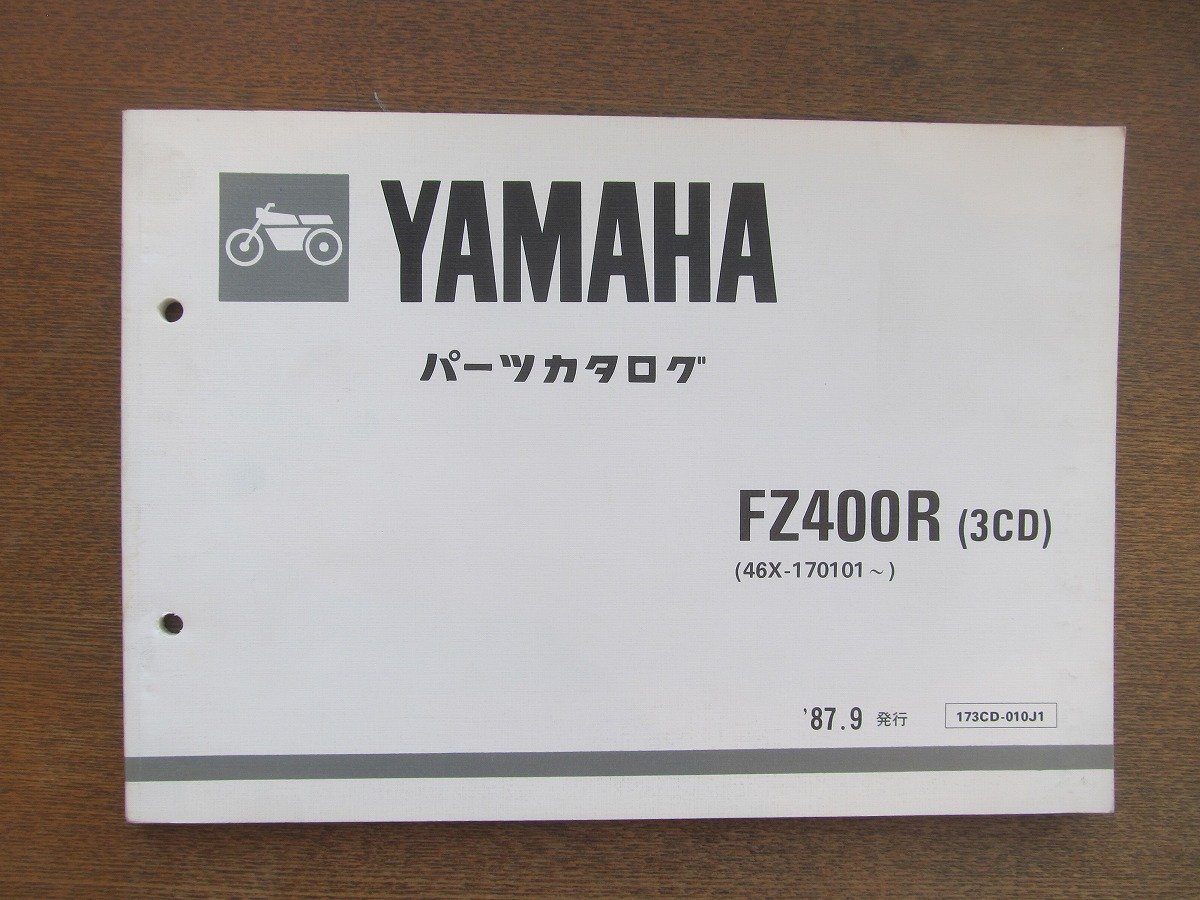 YAMAHA
パーツカタログ
FZ400R (3CD)
(46X-170101~)
'87.9 発行 173CD-010J1